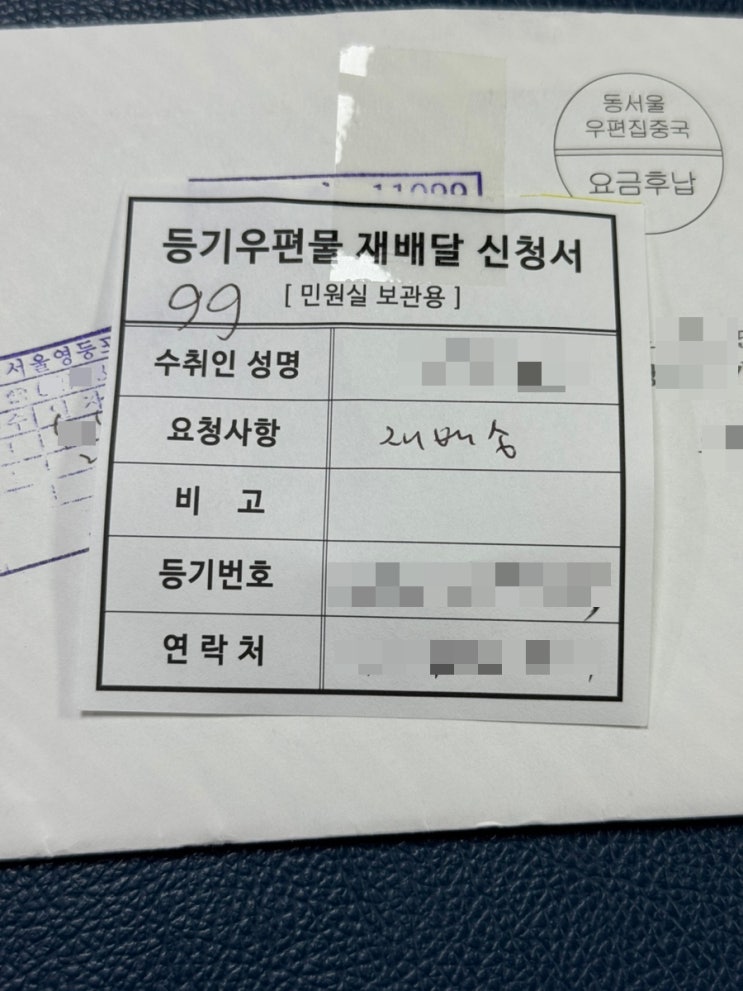 동서울
우편집중국
요금후납
등기우편물 재배달 신청서
99
[ 민원실 보관용 ]
서울영등포
수취인 성명
요청사항 재배송
비 고
등기번호
연락처